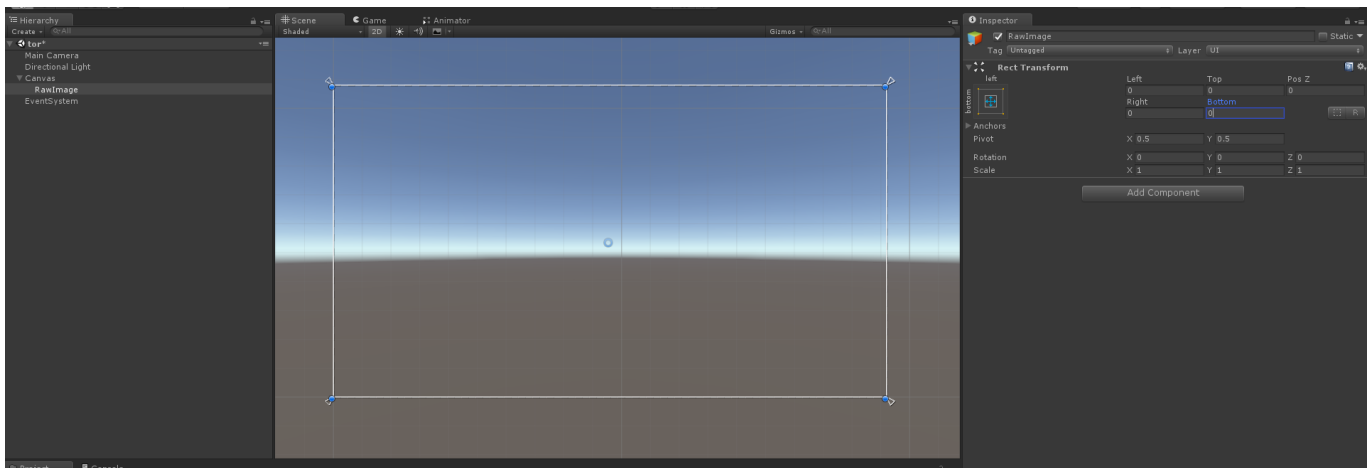 Hierarchy
Create
All
tor*
Main Camera
Directional Light
Canvas
RawImage
EventSystem
Scene
Game
Animator
Shaded
2D
Gizmos
All
Inspector
RawImage
Static
Tag Untagged
Layer UI
Rect Transform
left
bottom
Left Top Pos Z
0 0 0
Right Bottom
0 0
R
Anchors
Pivot X 0.5 Y 0.5
Rotation X 0 Y 0 Z 0
Scale X 1 Y 1 Z 1
Add Component
Project
Console